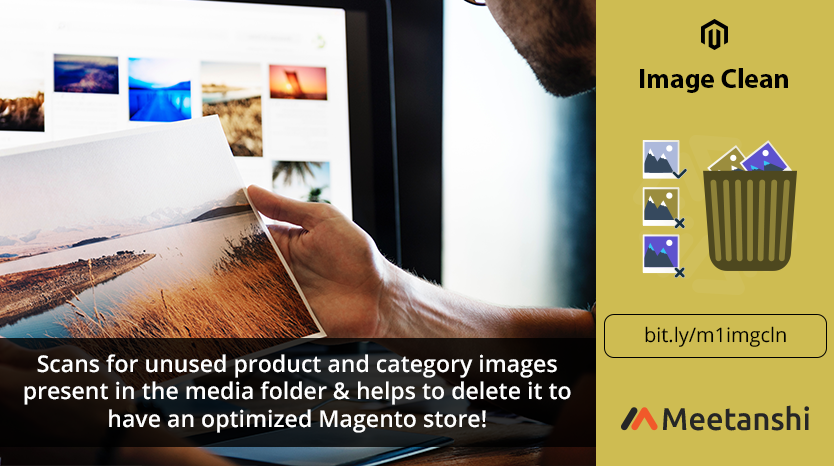 Image Clean
bit.ly/m1imgcln
Meetanshi
Scans for unused product and category images
present in the media folder & helps to delete it to
have an optimized Magento store!